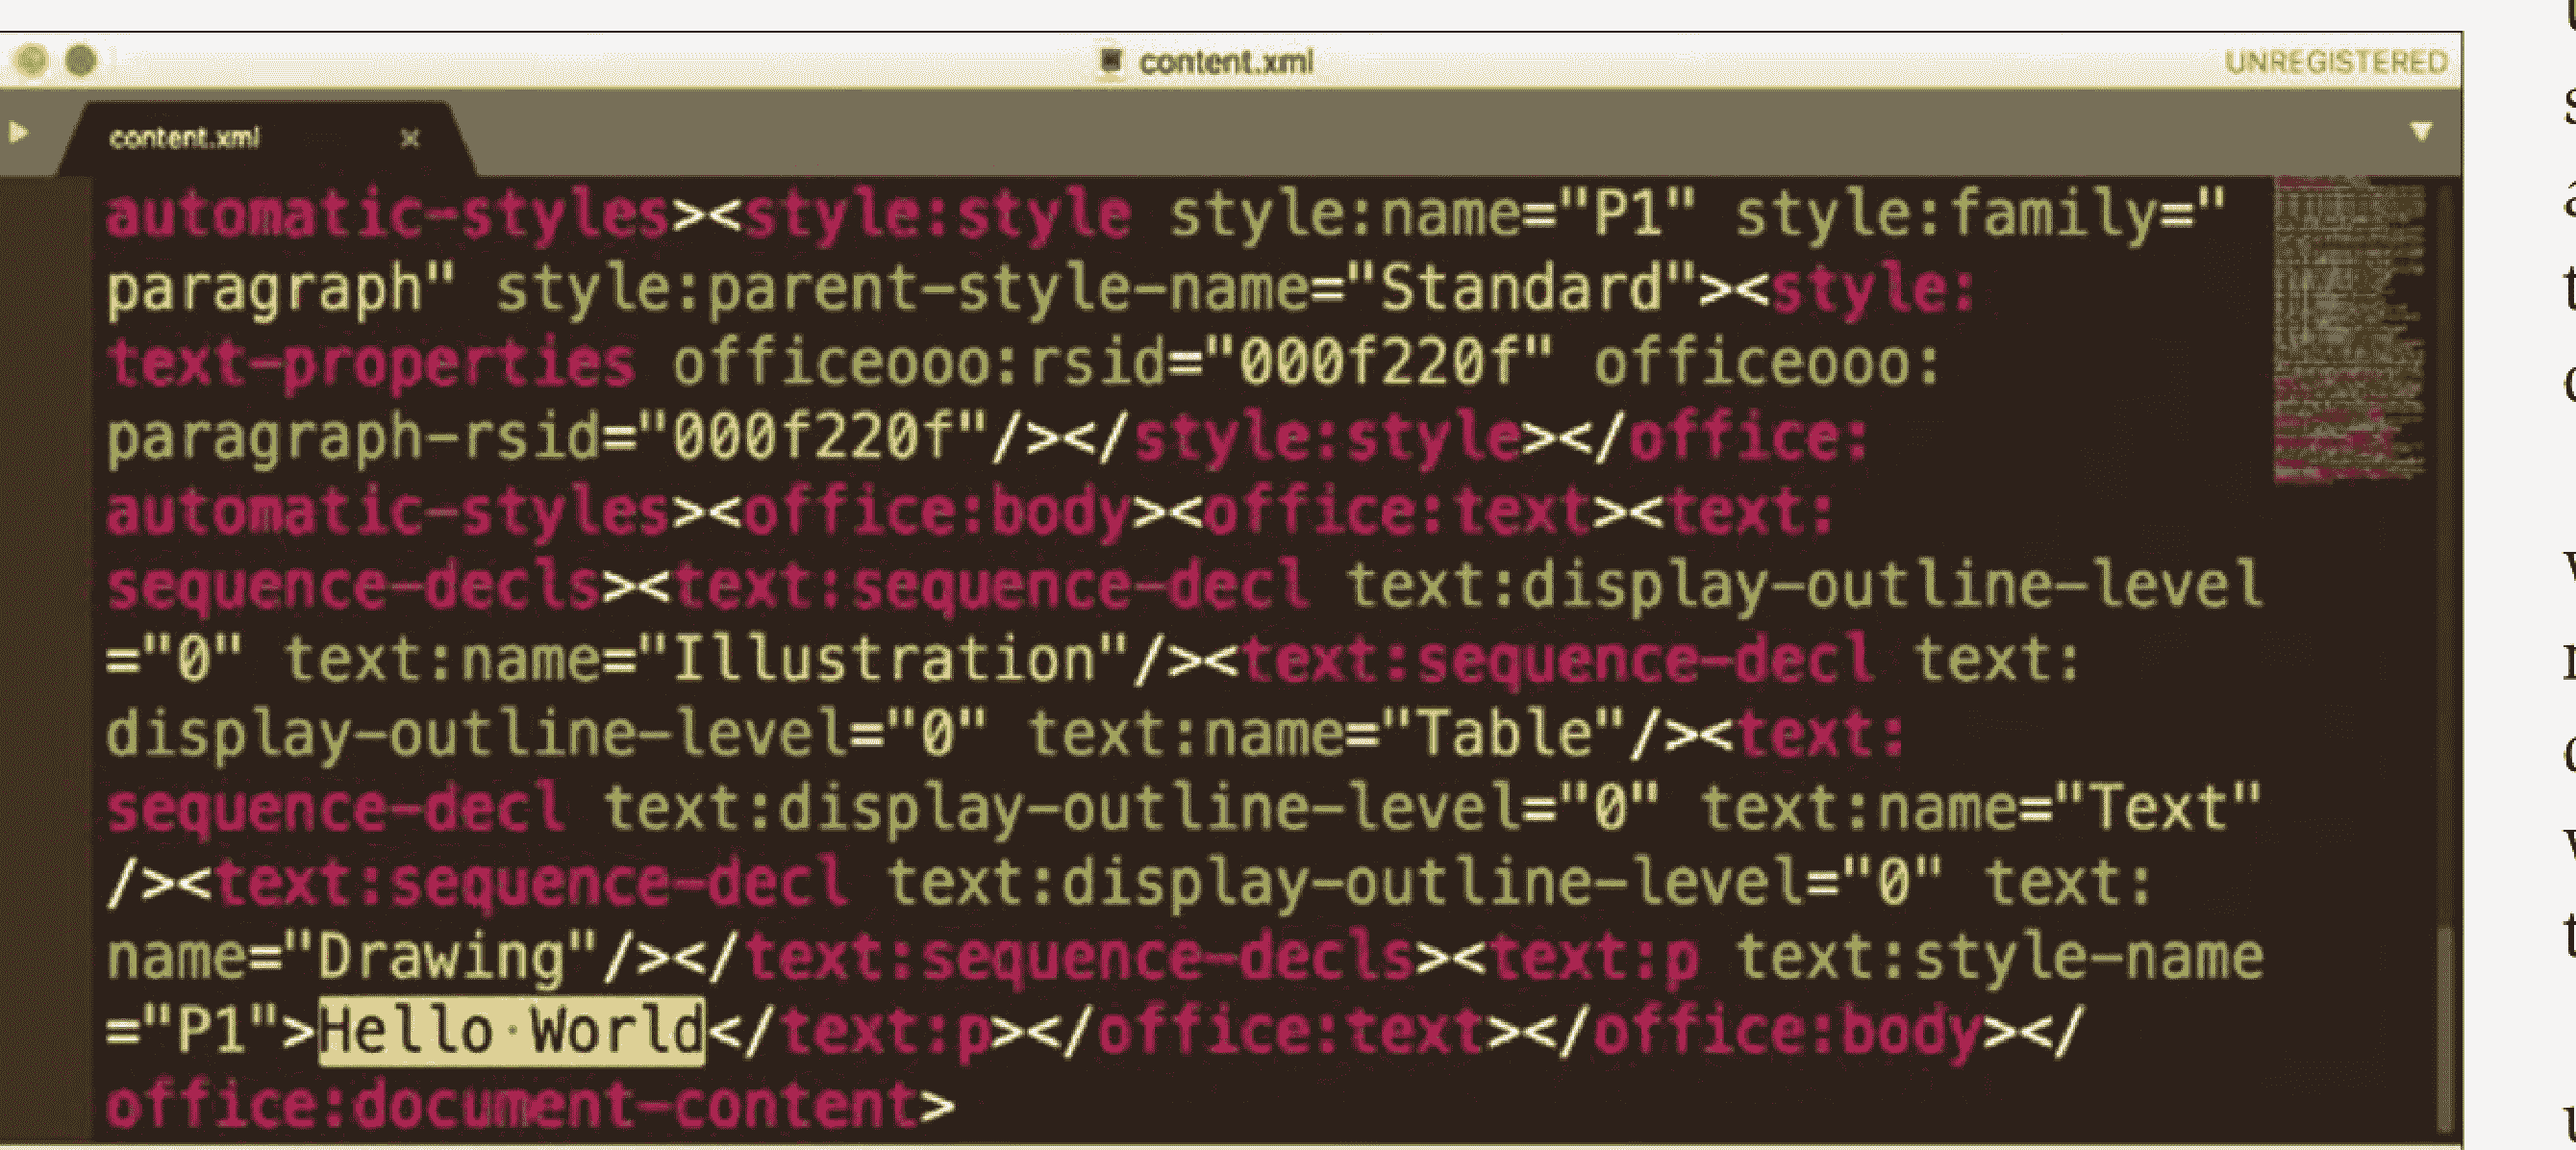 content.xml
UNREGISTERED
content.xml
automatic-styles><style:style style:name="P1" style:family="
paragraph" style:parent-style-name="Standard"><style:
text-properties officeooo:rsid="000f220f" officeooo:
paragraph-rsid="000f220f"/></style:style></office:
automatic-styles><office:body><office:text><text:
sequence-decls><text:sequence-decl text:display-outline-level
="0" text:name="Illustration"/><text:sequence-decl text:
display-outline-level="0" text:name="Table"/><text:
sequence-decl text:display-outline-level="0" text:name="Text"
/><text:sequence-decl text:display-outline-level="0" text:
name="Drawing"/></text:sequence-decls><text:p text:style-name
="P1">Hello·World</text:p></office:text></office:body></
office:document-content>